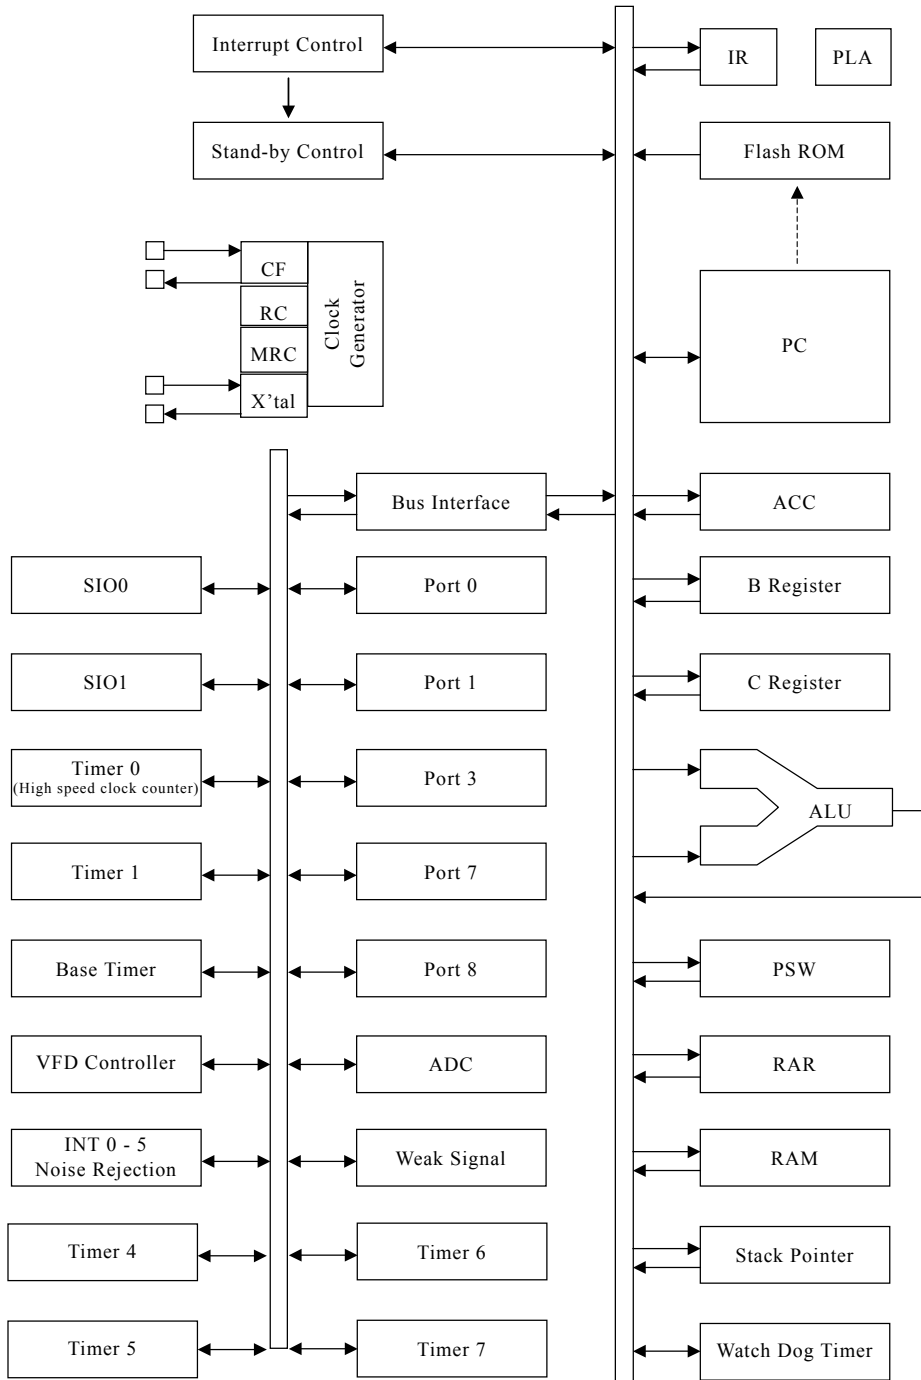 Interrupt Control
IR
PLA
Stand-by Control
Flash ROM
CF
RC
MRC
X'tal
Clock
Generator
PC
Bus Interface
ACC
SIO0
Port 0
B Register
SIO1
Port 1
C Register
Timer 0
(High speed clock counter)
Port 3
ALU
Timer 1
Port 7
Base Timer
Port 8
PSW
VFD Controller
ADC
RAR
INT 0 - 5
Noise Rejection
Weak Signal
RAM
Timer 4
Timer 6
Stack Pointer
Timer 5
Timer 7
Watch Dog Timer